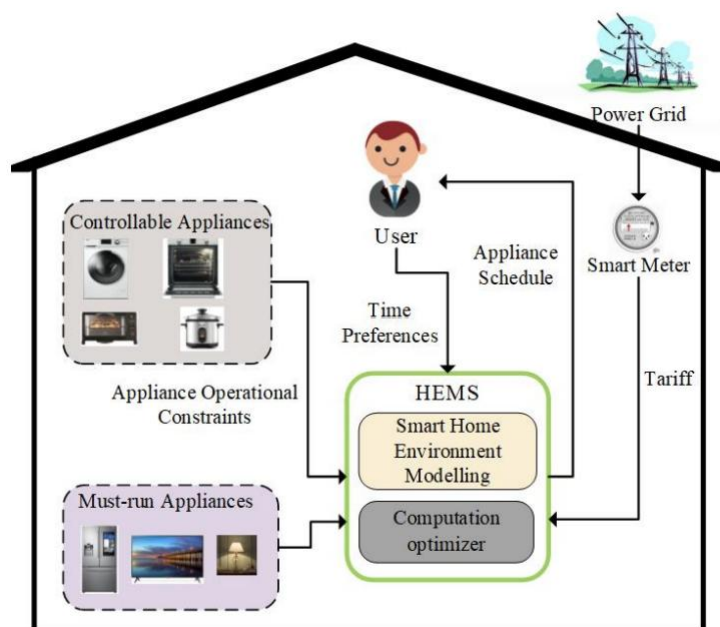 Power Grid
Controllable Appliances
User
Appliance
Schedule
Smart Meter
Time
Preferences
Tariff
Appliance Operational
Constraints
HEMS
Smart Home
Environment
Modelling
Must-run Appliances
Computation
optimizer